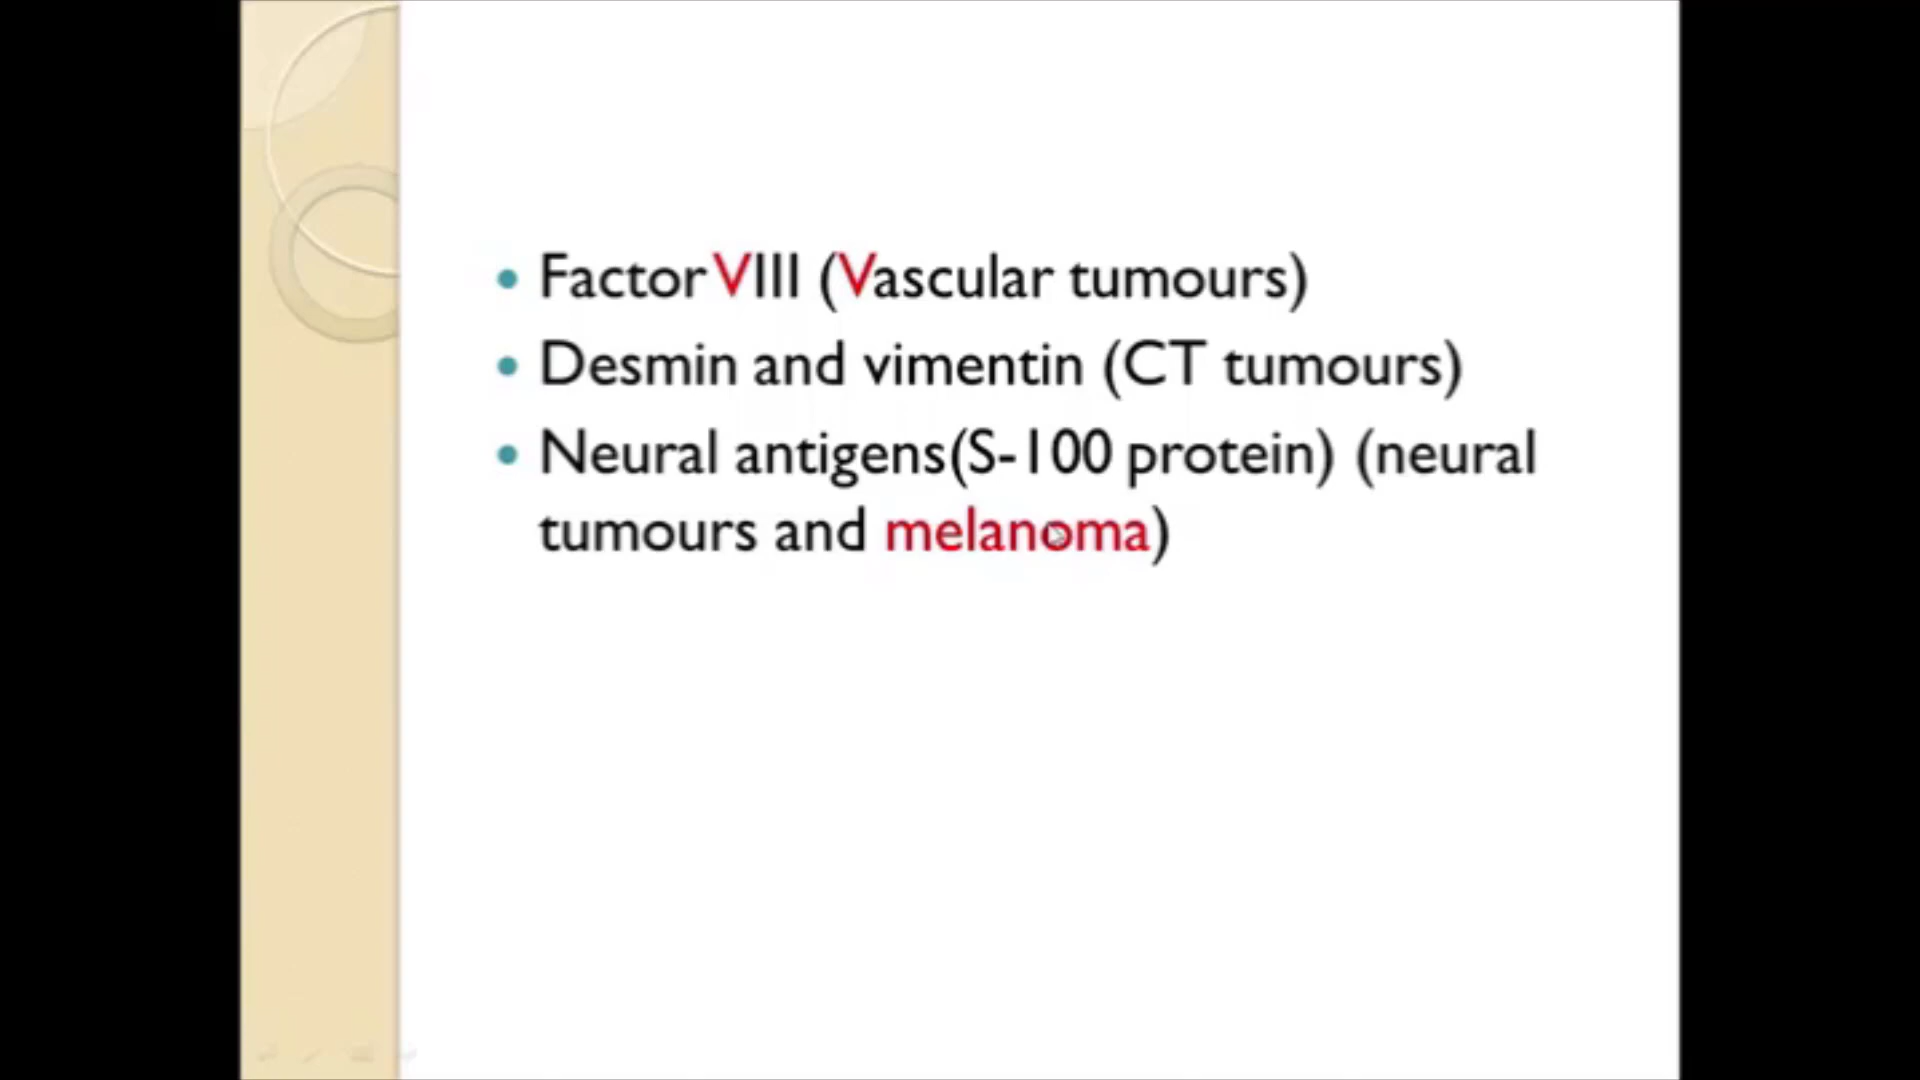 Factor VIII (Vascular tumours)
Desmin and vimentin (CT tumours)
Neural antigens(S-100 protein) (neural
tumours and melanoma)